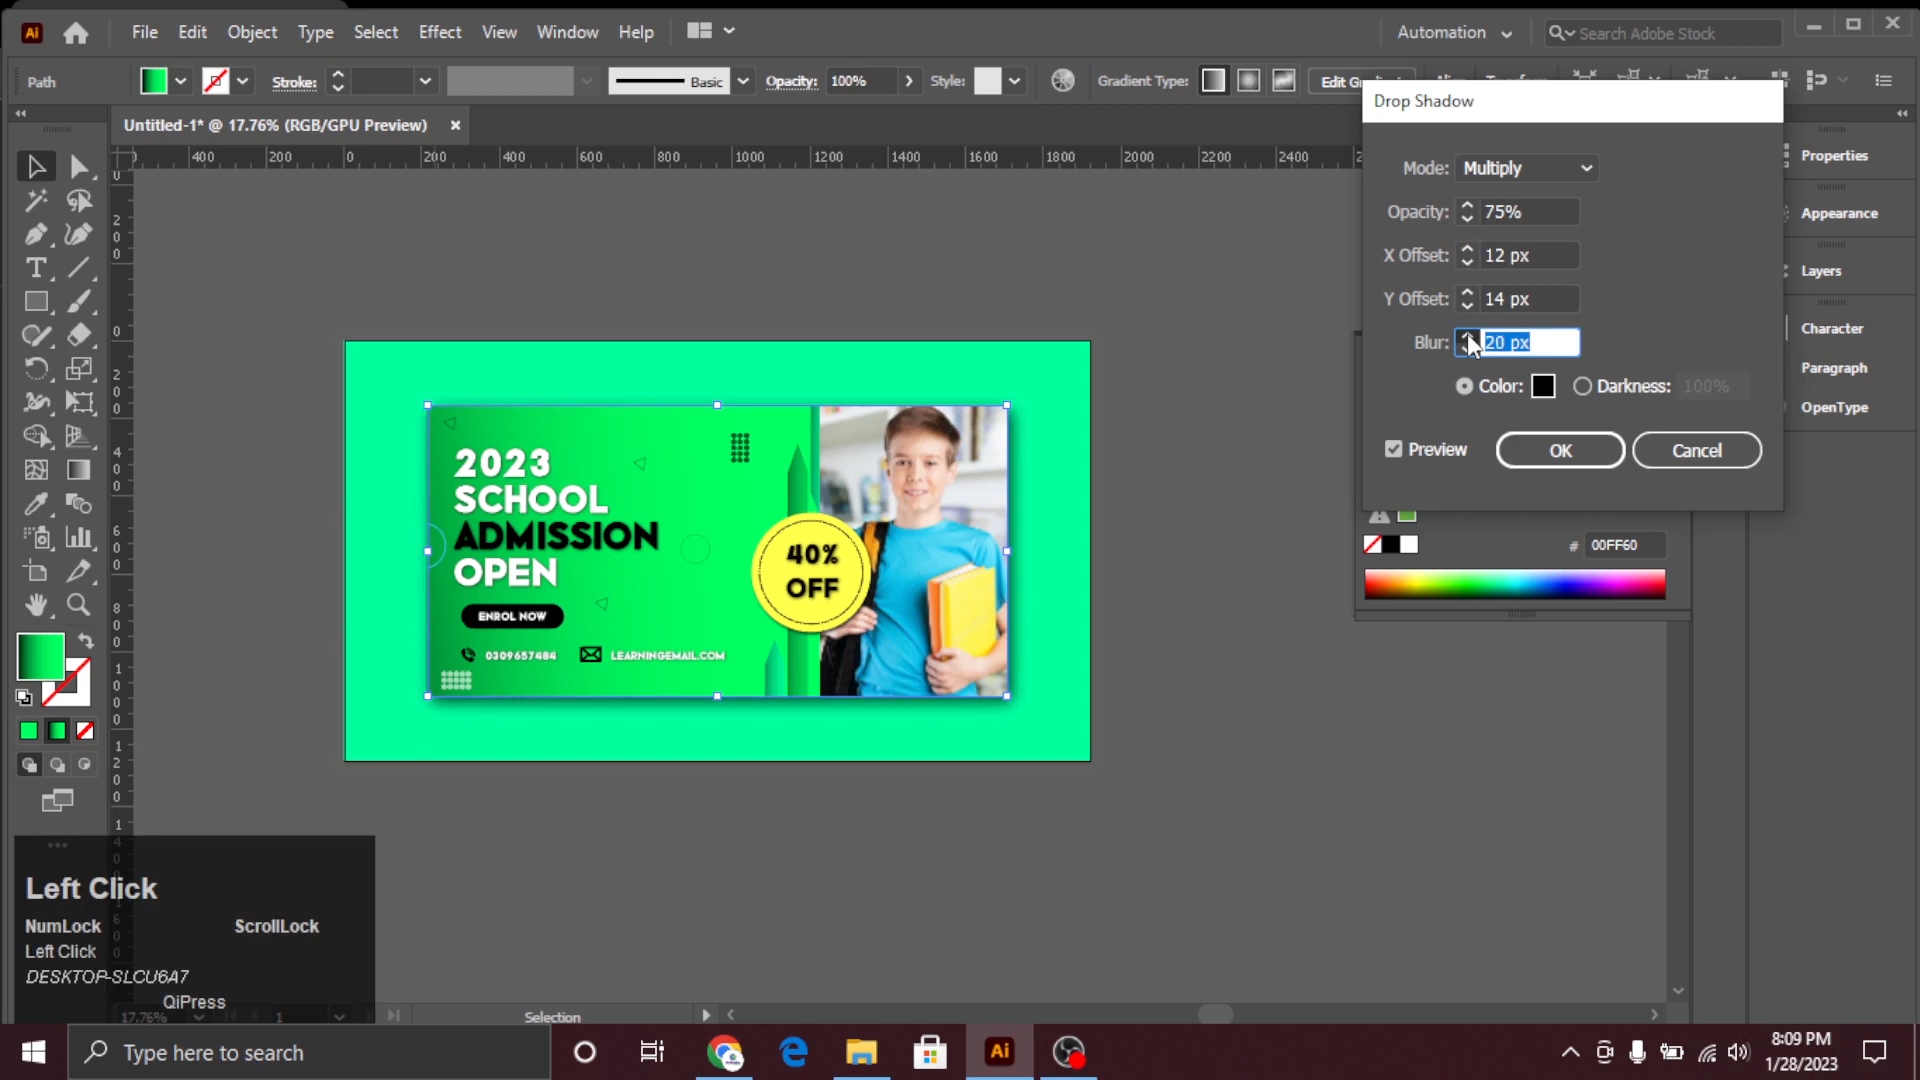 Ai File Edit Object Type Select Effect View Window Help Automation Search Adobe Stock
Path Stroke: Basic Opacity: 100% Style: Gradient Type:
Untitled-1* @ 17.76% (RGB/GPU Preview) ×
400 200 0 200 400 600 800 1000 1200 1400 1600 1800 2000 2200 2400
Drop Shadow
Mode: Multiply
Opacity: 75%
X Offset: 12 px
Y Offset: 14 px
Blur: 20 px
Color: Darkness: 100%
Preview OK Cancel
# 00FF60
Properties
Appearance
Layers
Character
Paragraph
OpenType
2023
SCHOOL
ADMISSION
OPEN
ENROL NOW
0309657484 LEARNINGEMAIL.COM
40%
OFF
Left Click
NumLock ScrollLock
Left Click
DESKTOP-SLCU6A7
QiPress
17.76% 1 Selection
Type here to search
Ai
8:09 PM
1/28/2023